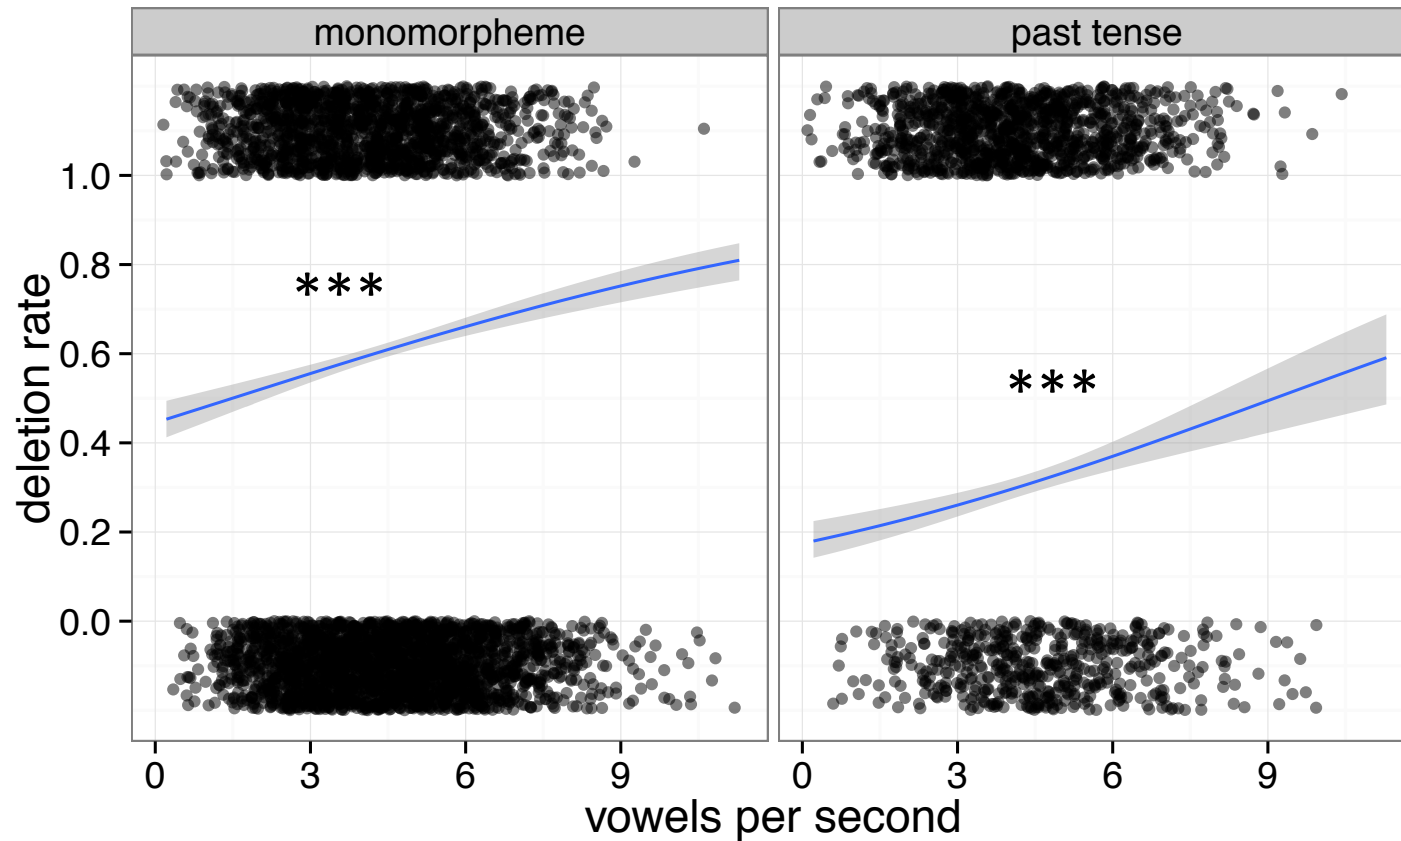 monomorpheme
past tense
deletion rate
1.0
0.8
0.6
0.4
0.2
0.0
***
***
0 3 6 9
0 3 6 9
vowels per second